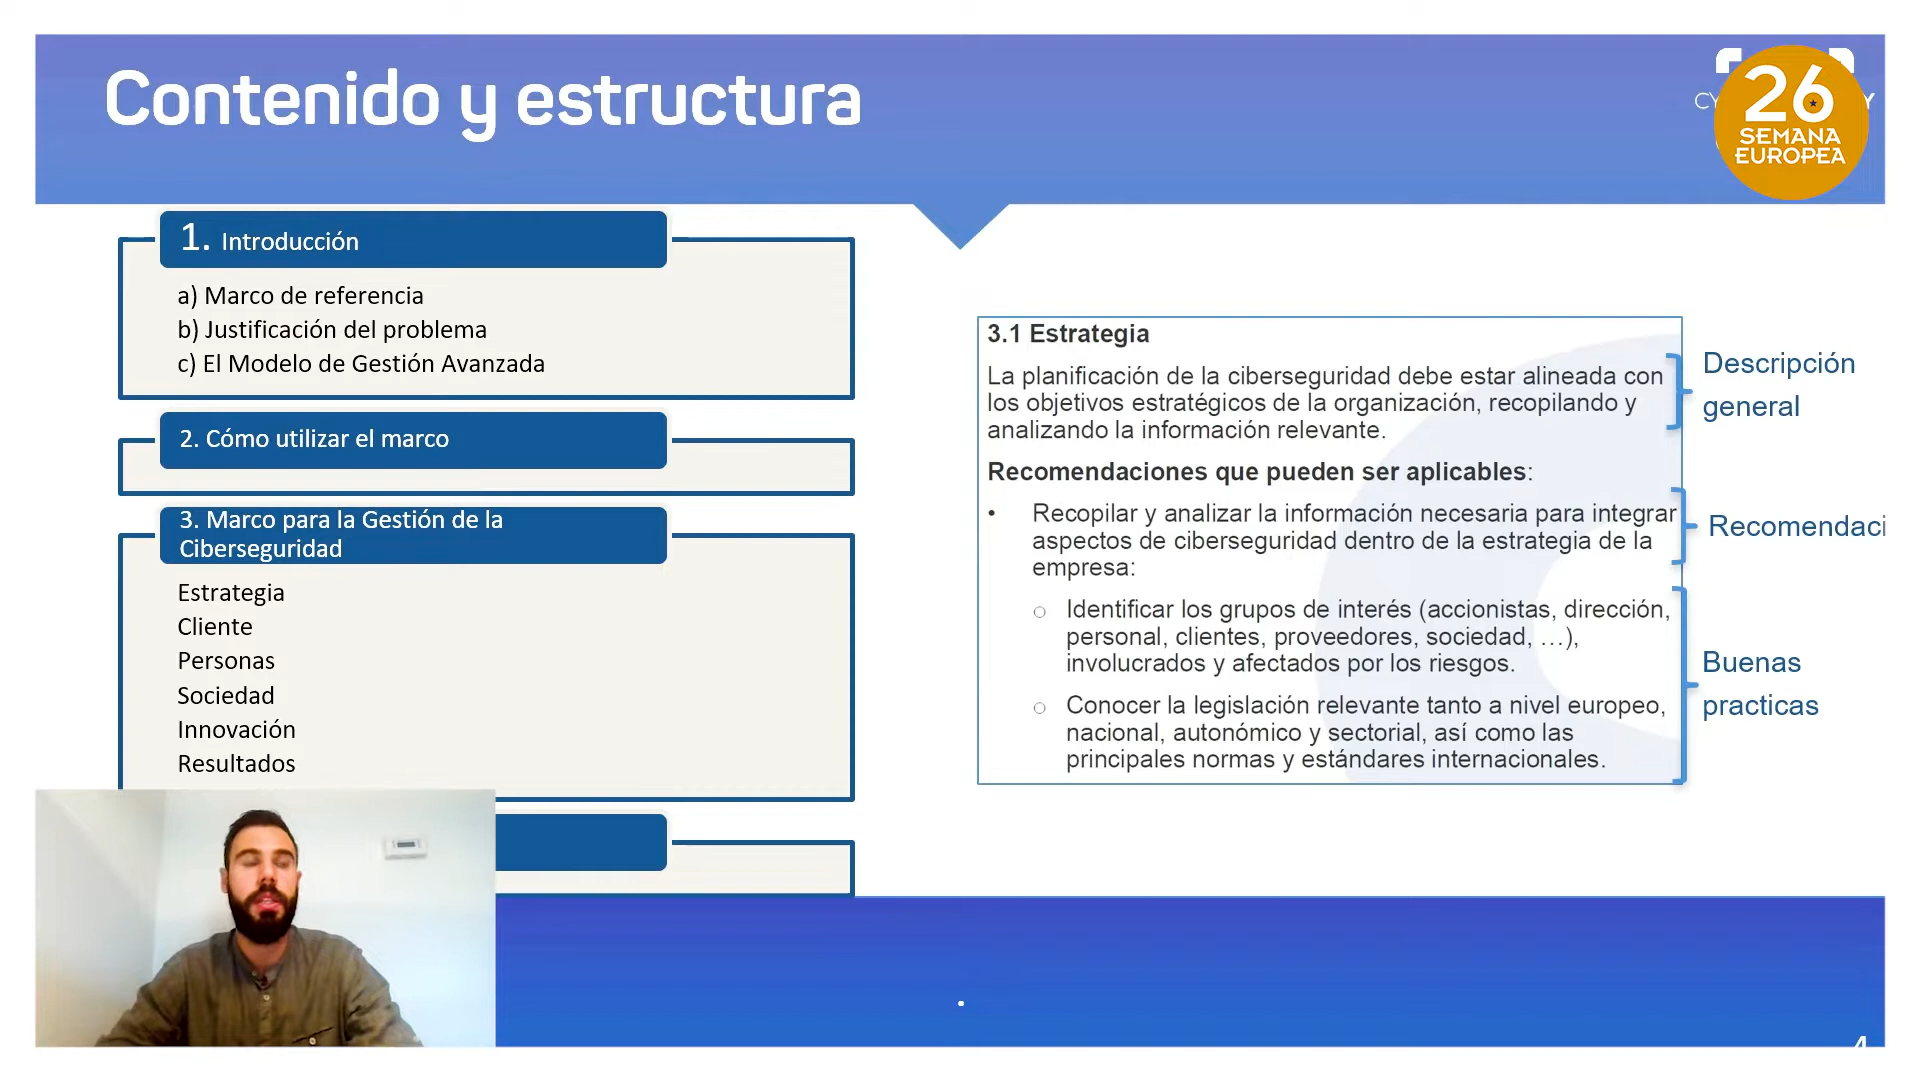 Contenido y estructura
26
SEMANA
EUROPEA
1. Introducción
a) Marco de referencia
b) Justificación del problema
c) El Modelo de Gestión Avanzada
2. Cómo utilizar el marco
3. Marco para la Gestión de la
Ciberseguridad
Estrategia
Cliente
Personas
Sociedad
Innovación
Resultados
3.1 Estrategia
La planificación de la ciberseguridad debe estar alineada con
los objetivos estratégicos de la organización, recopilando y
analizando la información relevante.
Recomendaciones que pueden ser aplicables:
• Recopilar y analizar la información necesaria para integrar
aspectos de ciberseguridad dentro de la estrategia de la
empresa:
○ Identificar los grupos de interés (accionistas, dirección,
personal, clientes, proveedores, sociedad, …),
involucrados y afectados por los riesgos.
○ Conocer la legislación relevante tanto a nivel europeo,
nacional, autonómico y sectorial, así como las
principales normas y estándares internacionales.
Descripción
general
Recomendaci
Buenas
practicas
4